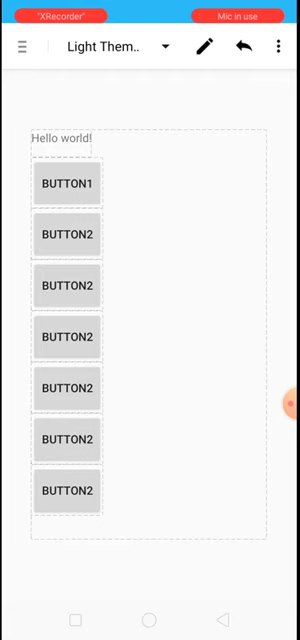 "XRecorder"
Mic in use
Light Them..
Hello world!
BUTTON1
BUTTON2
BUTTON2
BUTTON2
BUTTON2
BUTTON2
BUTTON2